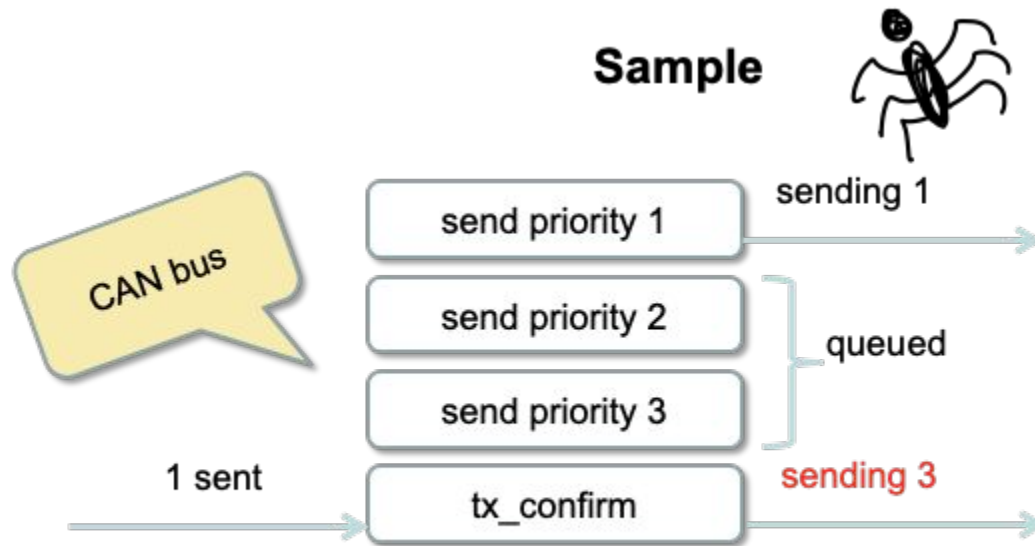 Sample
sending 1
send priority 1
CAN bus
send priority 2
queued
send priority 3
1 sent
sending 3
tx_confirm